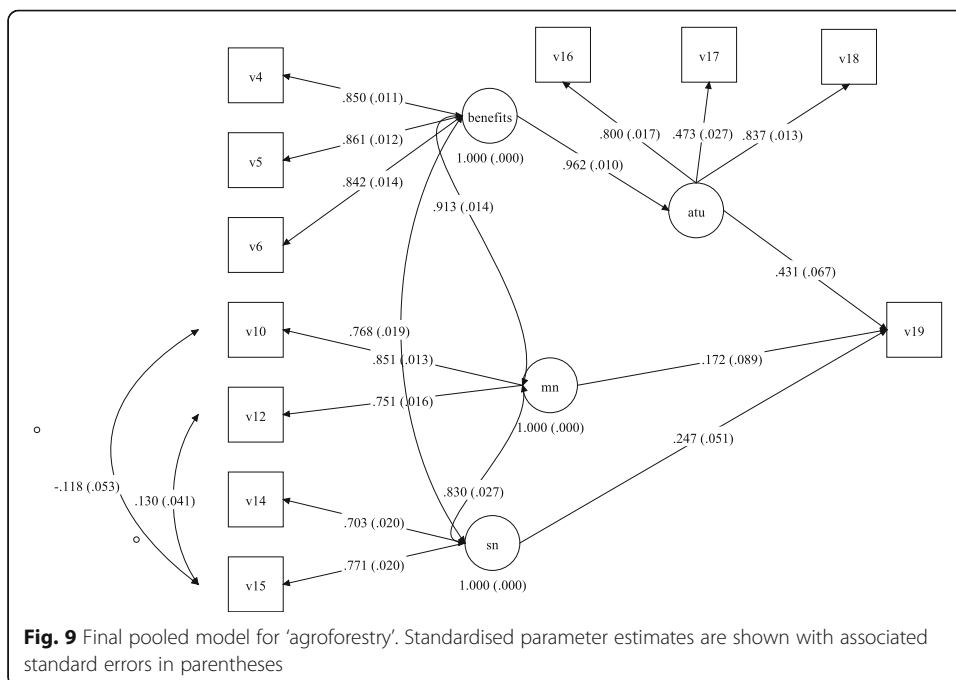 v16
v17
v18
v4
.850 (.011)
benefits
.800 (.017)
.473 (.027)
.837 (.013)
v5
.861 (.012)
1.000 (.000)
.962 (.010)
.842 (.014)
.913 (.014)
atu
v6
.431 (.067)
v10
.768 (.019)
v19
.851 (.013)
.172 (.089)
mn
v12
.751 (.016)
1.000 (.000)
.247 (.051)
-.118 (.053)
.130 (.041)
v14
.830 (.027)
.703 (.020)
sn
.771 (.020)
v15
1.000 (.000)
Fig. 9 Final pooled model for ‘agroforestry’. Standardised parameter estimates are shown with associated
standard errors in parentheses